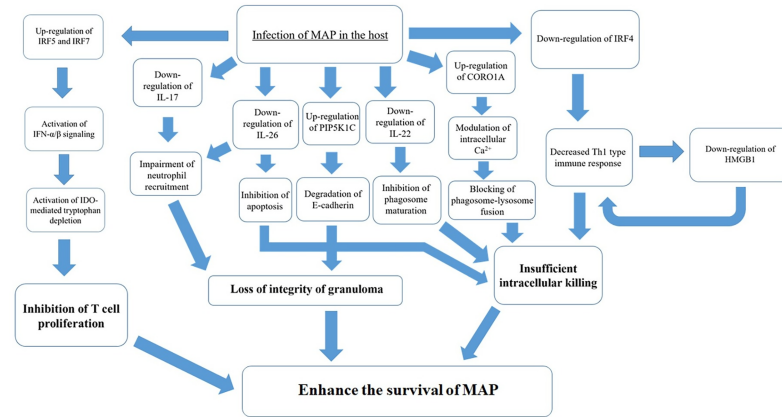 Infection of MAP in the host
Up-regulation of
IRF5 and IRF7
Activation of
IFN-α/β signaling
Activation of IDO-
mediated tryptophan
depletion
Inhibition of T cell
proliferation
Down-
regulation of
IL-17
Impairment of
neutrophil
recruitment
Down-
regulation of
IL-26
Inhibition of
apoptosis
Up-regulation
of PIP5K1C
Degradation of
E-cadherin
Down-
regulation of
IL-22
Inhibition of
phagosome
maturation
Up-regulation
of CORO1A
Modulation of
intracellular
Ca²⁺
Blocking of
phagosome-lysosome
fusion
Down-regulation of IRF4
Decreased Th1 type
immune response
Down-regulation of
HMGB1
Loss of integrity of granuloma
Insufficient
intracellular killing
Enhance the survival of MAP